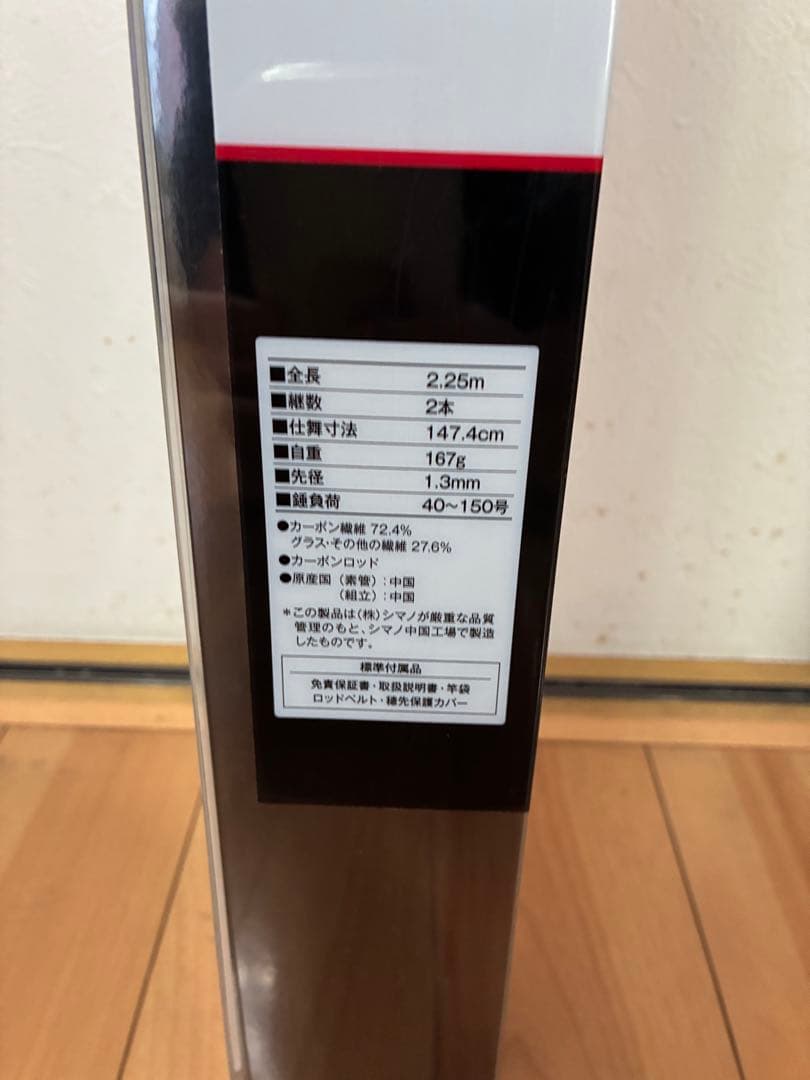 ■全長 2.25m
■継数 2本
■仕舞寸法 147.4cm
■自重 167g
■先径 1.3mm
■錘負荷 40～150号
●カーボン繊維 72.4%
グラス・その他の繊維 27.6%
●カーボンロッド
●原産国（素管）：中国
（組立）：中国
＊この製品は（株）シマノが厳重な品質
管理のもと、シマノ中国工場で製造
したものです。
標準付属品
免責保証書・取扱説明書・竿袋
ロッドベルト・穂先保護カバー